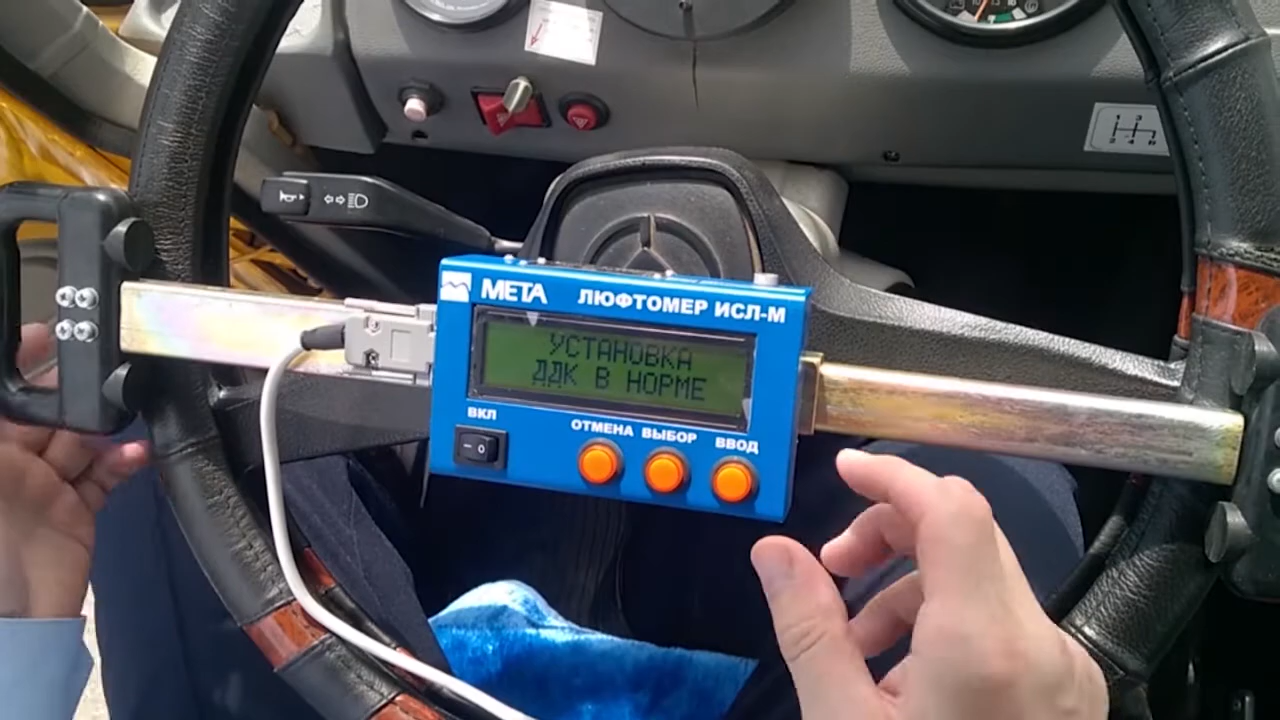 МЕТА
ЛЮФТОМЕР ИСЛ-М
УСТАНОВКА
ДДК В НОРМЕ
ВКЛ
ОТМЕНА ВЫБОР ВВОД